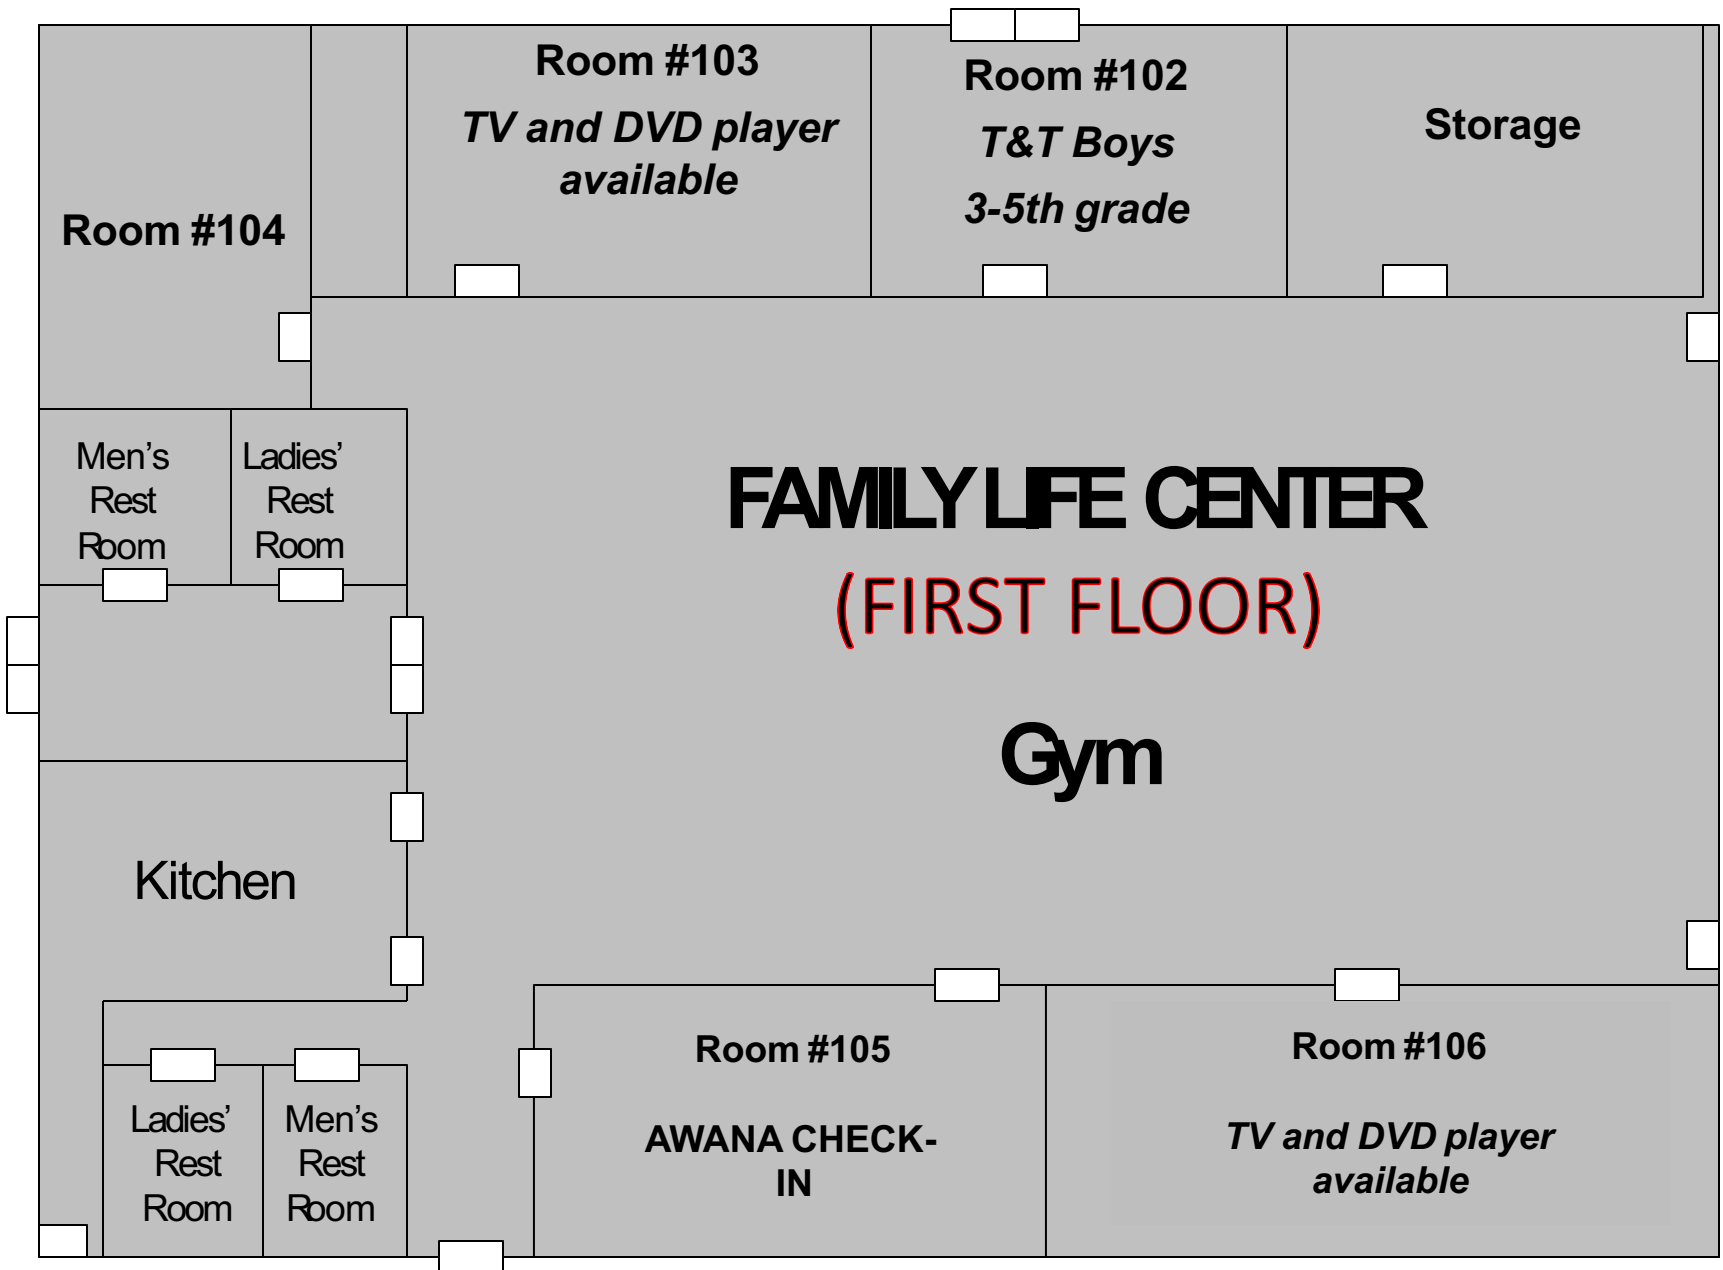 Room #103
TV and DVD player
available
Room #102
T&T Boys
3-5th grade
Storage
Room #104
Men's
Rest
Room
Ladies'
Rest
Room
FAMILY LIFE CENTER
(FIRST FLOOR)
Gym
Kitchen
Room #105
AWANA CHECK-
IN
Room #106
TV and DVD player
available
Ladies'
Rest
Room
Men's
Rest
Room